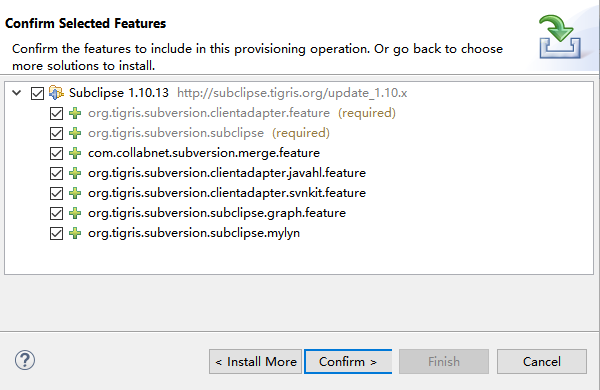 Confirm Selected Features
Confirm the features to include in this provisioning operation. Or go back to choose
more solutions to install.
Subclipse 1.10.13 http://subclipse.tigris.org/update_1.10.x
org.tigris.subversion.clientadapter.feature (required)
org.tigris.subversion.subclipse (required)
com.collabnet.subversion.merge.feature
org.tigris.subversion.clientadapter.javahl.feature
org.tigris.subversion.clientadapter.svnkit.feature
org.tigris.subversion.subclipse.graph.feature
org.tigris.subversion.subclipse.mylyn
? < Install More Confirm > Finish Cancel